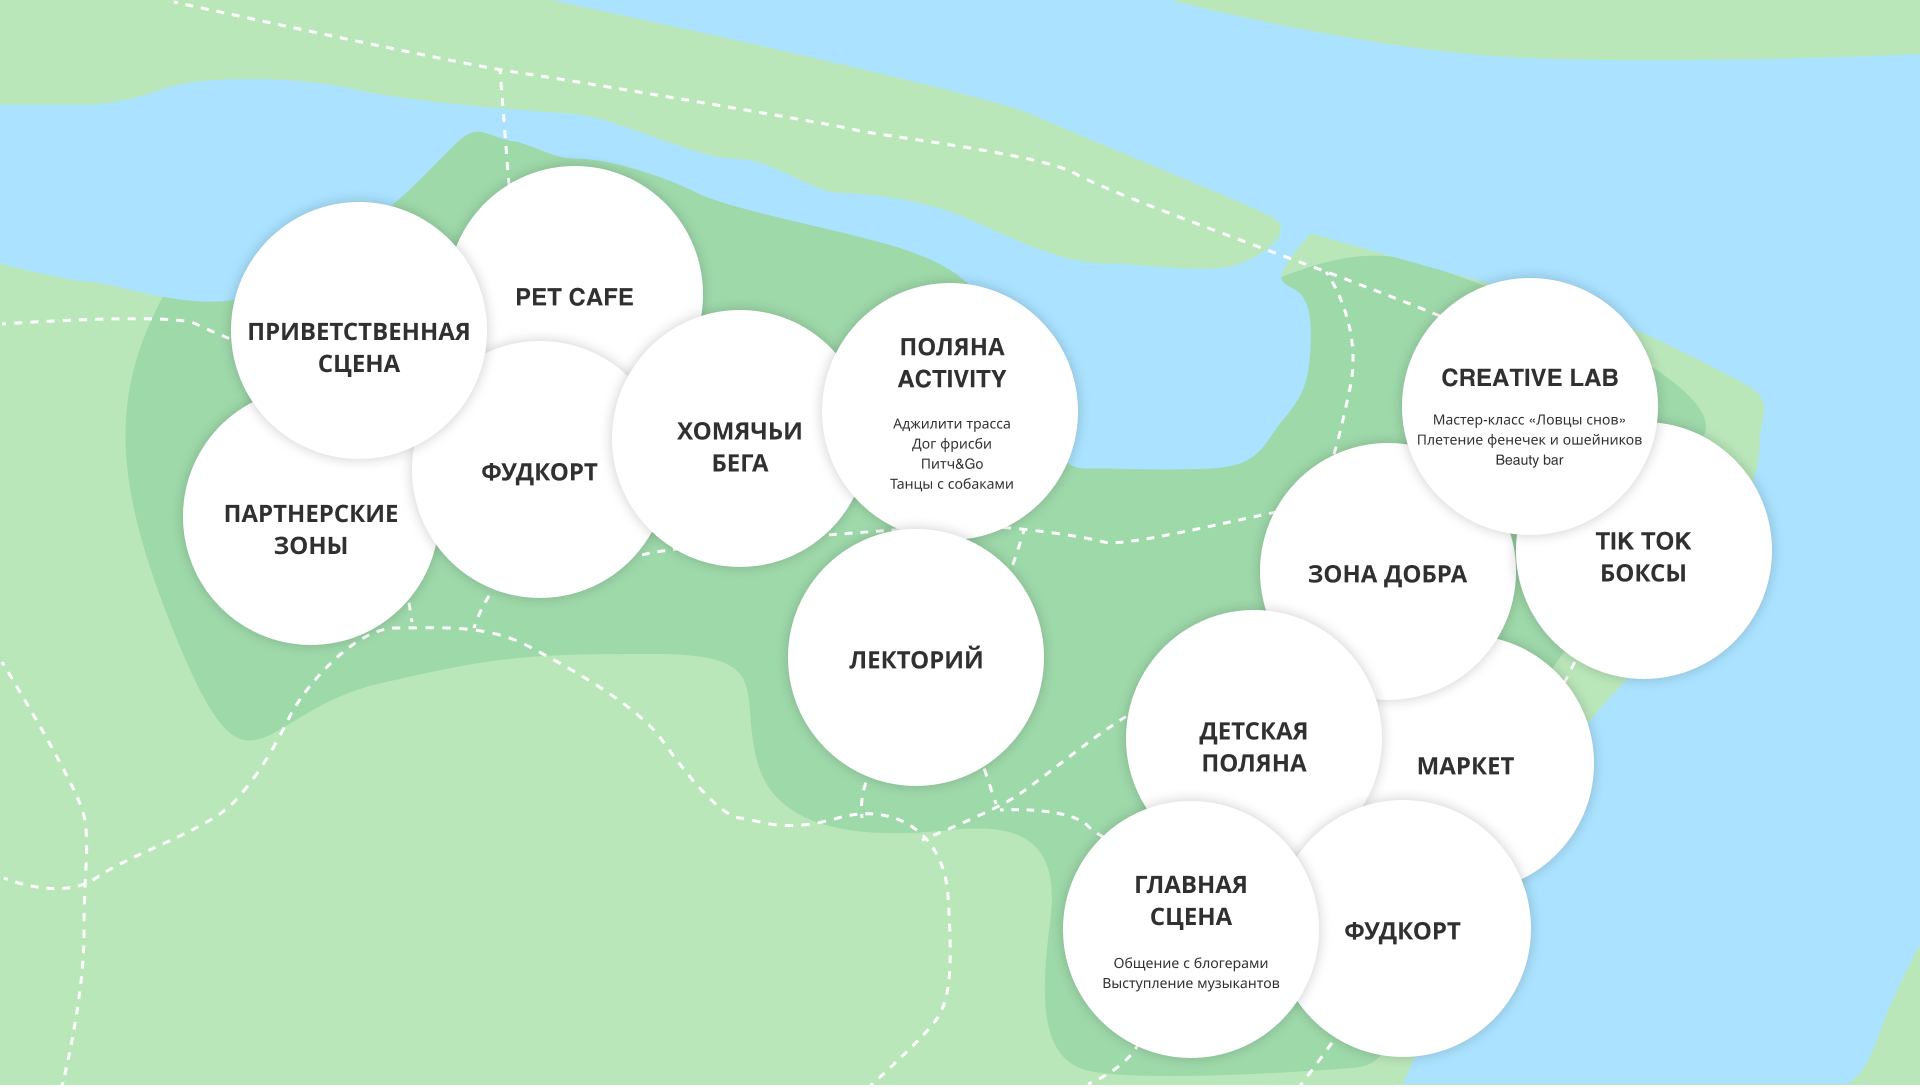 PET CAFE
ПРИВЕТСТВЕННАЯ
СЦЕНА
ПАРТНЕРСКИЕ
ЗОНЫ
ФУДКОРТ
ХОМЯЧЬИ
БЕГА
ПОЛЯНА
ACTIVITY
Аджилити трасса
Дог фрисби
Питч&Go
Танцы с собаками
ЛЕКТОРИЙ
CREATIVE LAB
Мастер-класс «Ловцы снов»
Плетение фенечек и ошейников
Beauty bar
TIK TOK
БОКСЫ
ЗОНА ДОБРА
ДЕТСКАЯ
ПОЛЯНА
МАРКЕТ
ГЛАВНАЯ
СЦЕНА
Общение с блогерами
Выступление музыкантов
ФУДКОРТ